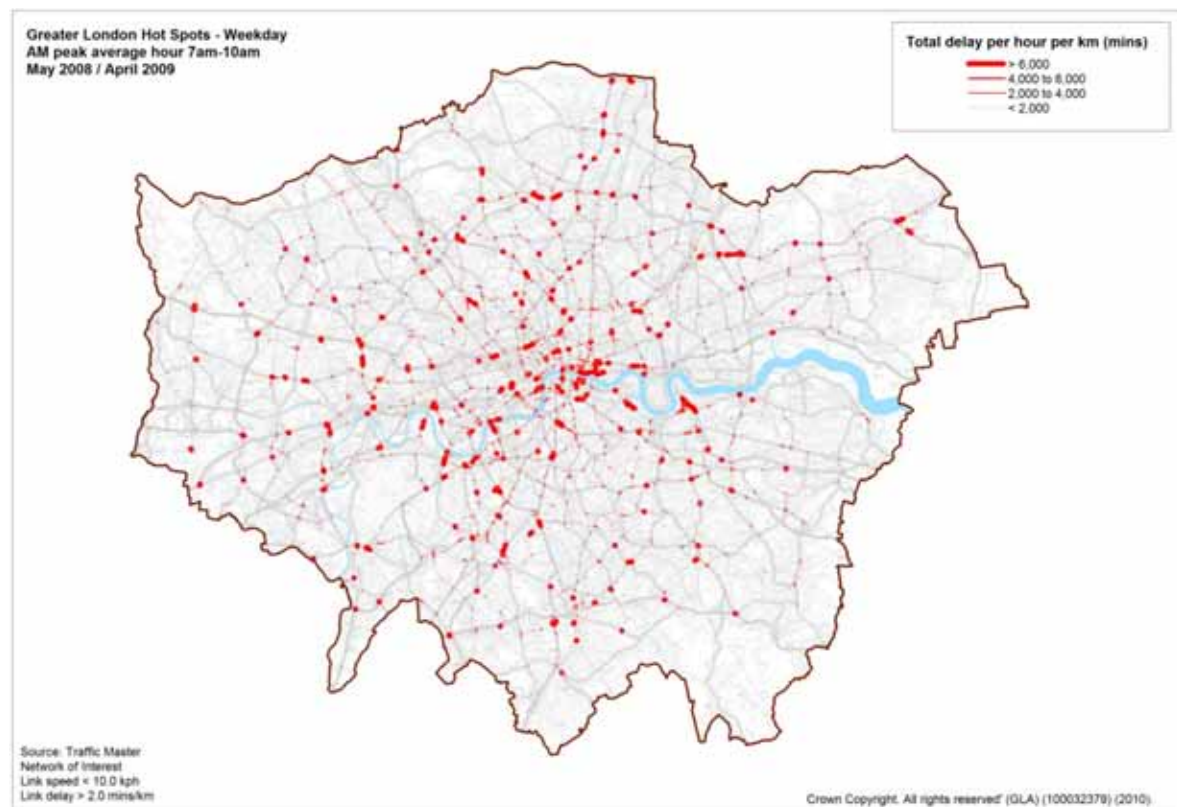 Greater London Hot Spots - Weekday
AM peak average hour 7am-10am
May 2008 / April 2009
Total delay per hour per km (mins)
> 6,000
4,000 to 6,000
2,000 to 4,000
< 2,000
Source: Traffic Master
Network of Interest
Link speed < 10.0 kph
Link delay > 2.0 mins/km
Crown Copyright. All rights reserved' (GLA) (100032379) (2010)